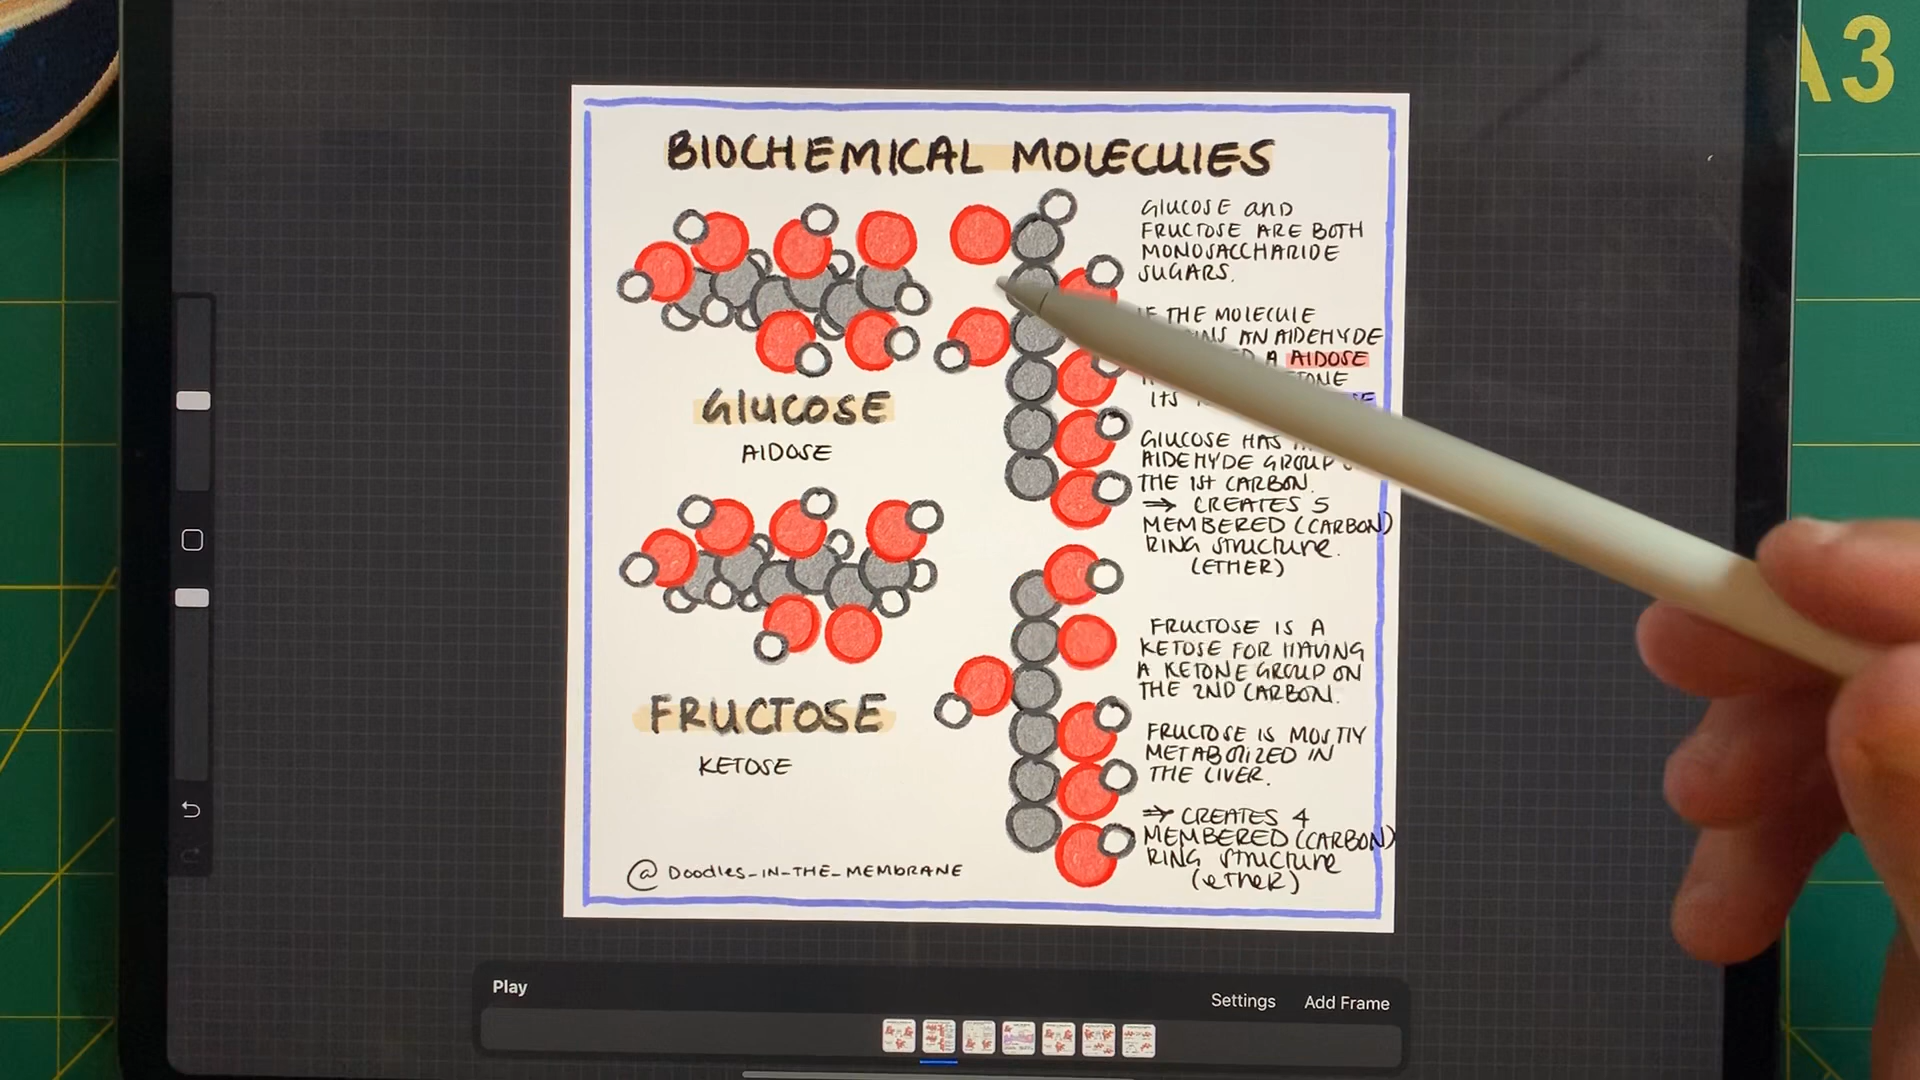 A3
BIOCHEMICAL MOLECULES
GLUCOSE AND
FRUCTOSE ARE BOTH
MONOSACCHARIDE
SUGARS.
THE MOLECULE
AN ALDEHYDE
A ALDOSE
ITS
GLUCOSE HAS
ALDEHYDE GROUP
THE 1ST CARBON.
→ CREATES 5
MEMBERED (CARBON)
RING STRUCTURE.
(ETHER)
GLUCOSE
ALDOSE
FRUCTOSE IS A
KETOSE FOR HAVING
A KETONE GROUP ON
THE 2ND CARBON.
FRUCTOSE IS MOSTLY
METABOLIZED IN
THE LIVER.
→ CREATES 4
MEMBERED (CARBON)
RING STRUCTURE
(ETHER)
FRUCTOSE
KETOSE
@DOODLES_IN_THE_MEMBRANE
Play
Settings
Add Frame